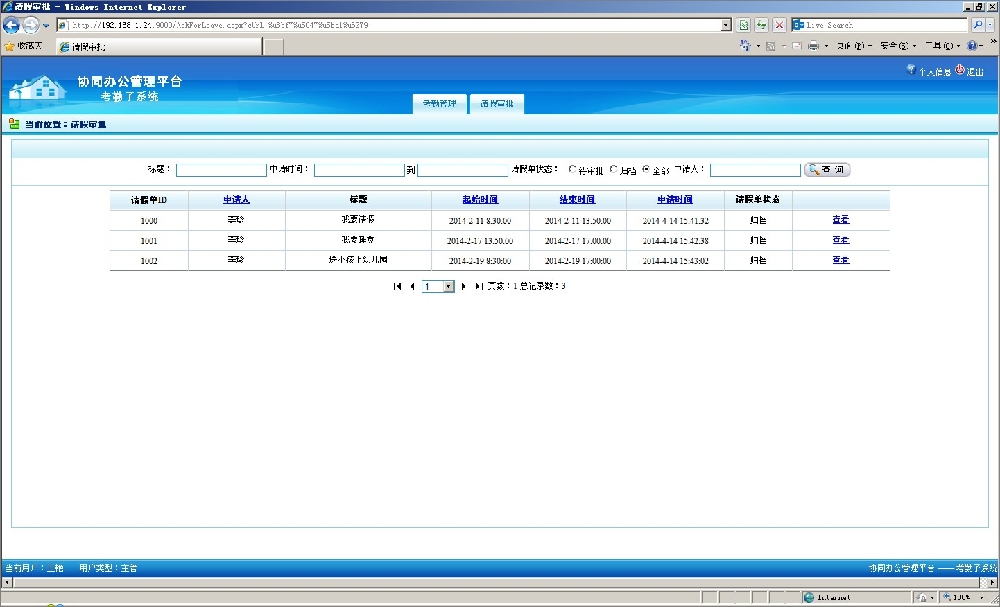 请假审批 - Windows Internet Explorer
http://192.168.1.24:9000/AskForLeave.aspx?cUrl=%u8bf7%u5047%u5ba1%u6279
Live Search
收藏夹
请假审批
页面(P)
安全(S)
工具(O)
协同办公管理平台
考勤子系统
个人信息
退出
考勤管理
请假审批
当前位置：请假审批
标题： 申请时间： 到 请假单状态： 待审批 归档 全部 申请人： 查 询
请假单ID 申请人 标题 起始时间 结束时间 申请时间 请假单状态
1000 李珍 我要请假 2014-2-11 8:30:00 2014-2-11 13:50:00 2014-4-14 15:41:32 归档 查看
1001 李珍 我要睡觉 2014-2-17 13:50:00 2014-2-17 17:00:00 2014-4-14 15:42:38 归档 查看
1002 李珍 送小孩上幼儿园 2014-2-19 8:30:00 2014-2-19 17:00:00 2014-4-14 15:43:02 归档 查看
1 页数：1 总记录数：3
当前用户：王艳 用户类型：主管 协同办公管理平台 ——考勤子系统
Internet
100%